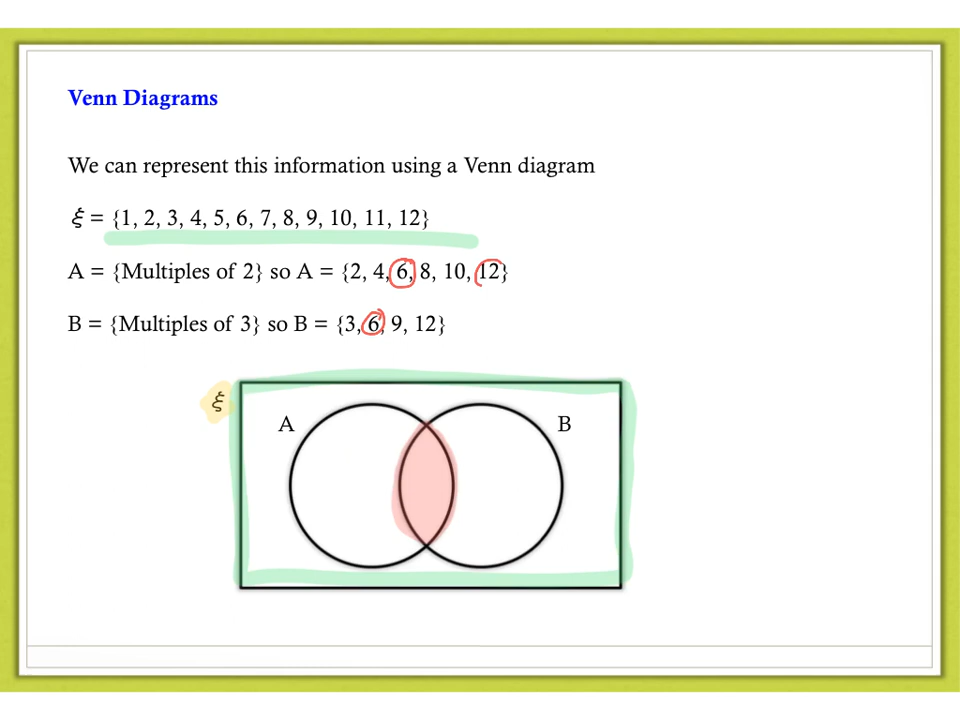 Venn Diagrams
We can represent this information using a Venn diagram
ξ = {1, 2, 3, 4, 5, 6, 7, 8, 9, 10, 11, 12}
A = {Multiples of 2} so A = {2, 4, 6, 8, 10, 12}
B = {Multiples of 3} so B = {3, 6, 9, 12}
ξ
A B